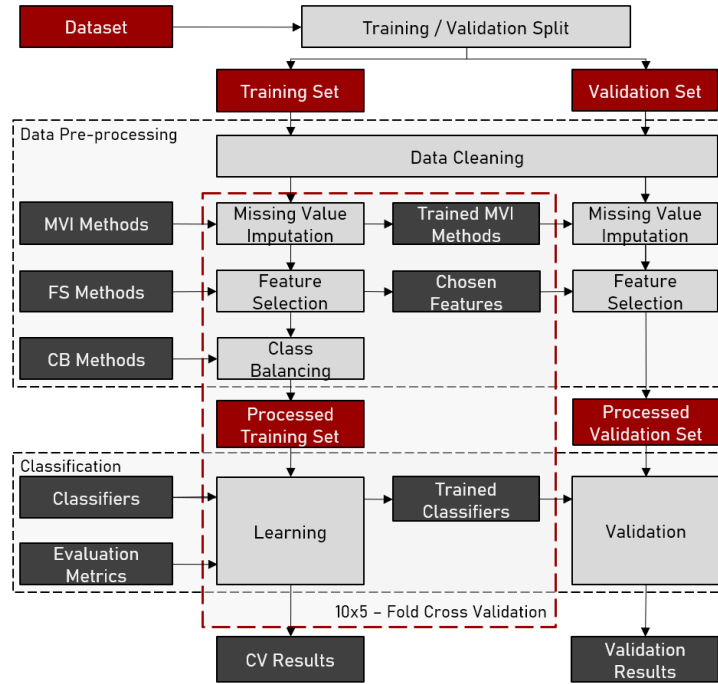 Dataset
Training / Validation Split
Training Set
Validation Set
Data Pre-processing
Data Cleaning
MVI Methods
Missing Value
Imputation
Trained MVI
Methods
Missing Value
Imputation
FS Methods
Feature
Selection
Chosen
Features
Feature
Selection
CB Methods
Class
Balancing
Processed
Training Set
Processed
Validation Set
Classification
Classifiers
Learning
Trained
Classifiers
Validation
Evaluation
Metrics
10x5 – Fold Cross Validation
CV Results
Validation
Results